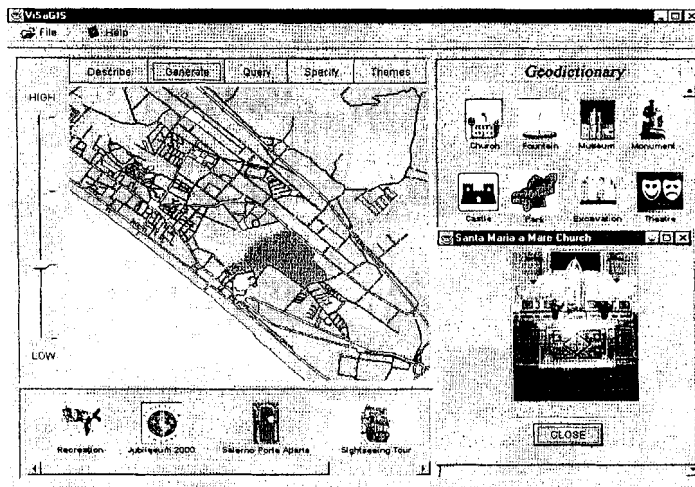 ViSaGIS
File Help
Describe Generate Query Specify Themes
HIGH
LOW
Geodictionary
Church Fountain Museum Monument
Castle Park Excavation Theatre
Santa Maria a Mare Church
CLOSE
Recreation Jubilaeum 2000 Salerno Porte Aperte Sightseeing Tour